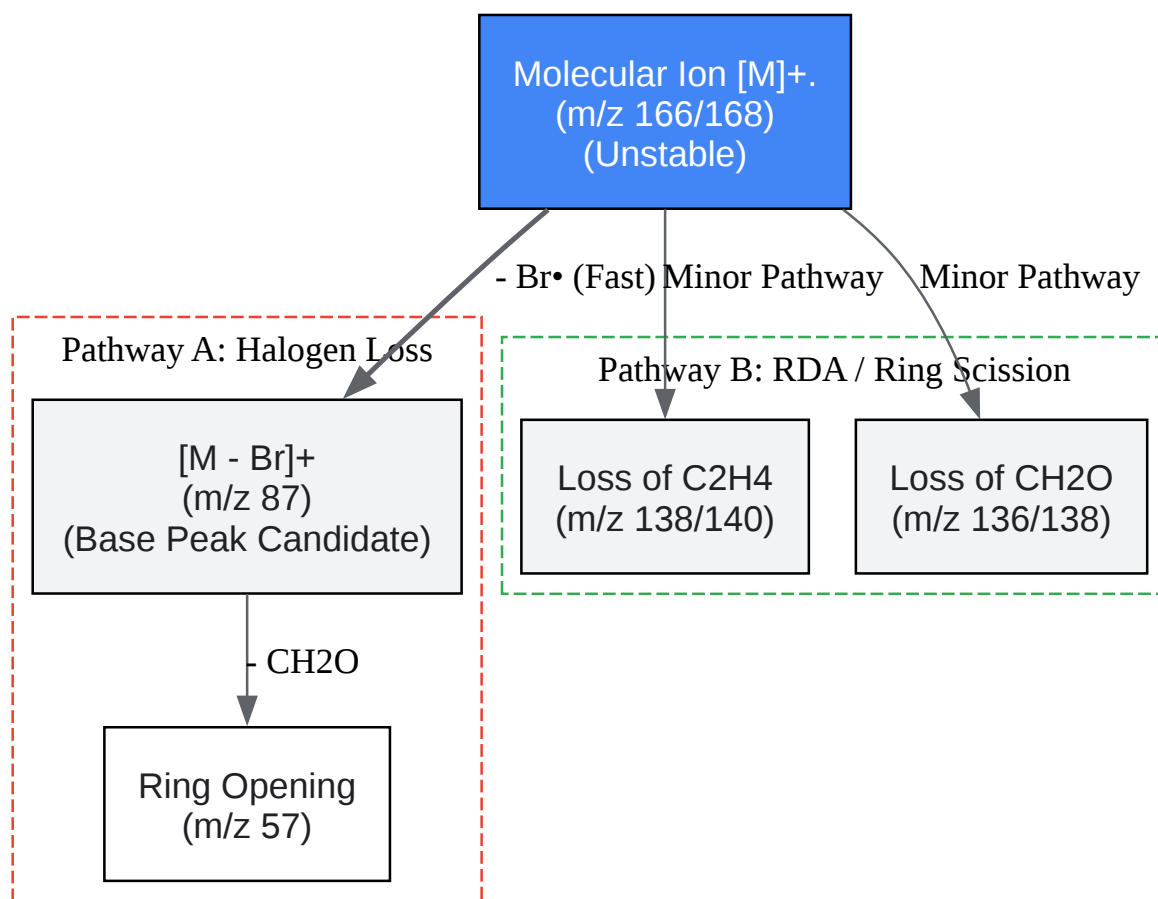 Molecular Ion [M]+.
(m/z 166/168)
(Unstable)
- Br• (Fast)
Minor Pathway
Minor Pathway
Pathway A: Halogen Loss
Pathway B: RDA / Ring Scission
[M - Br]+
(m/z 87)
(Base Peak Candidate)
Loss of C2H4
(m/z 138/140)
Loss of CH2O
(m/z 136/138)
- CH2O
Ring Opening
(m/z 57)